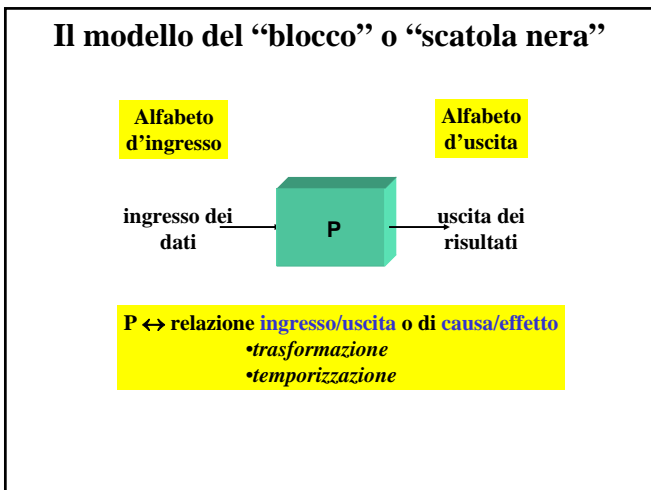 Il modello del “blocco” o “scatola nera”
Alfabeto
d’ingresso
Alfabeto
d’uscita
ingresso dei
dati
P
uscita dei
risultati
P ↔ relazione ingresso/uscita o di causa/effetto
•trasformazione
•temporizzazione